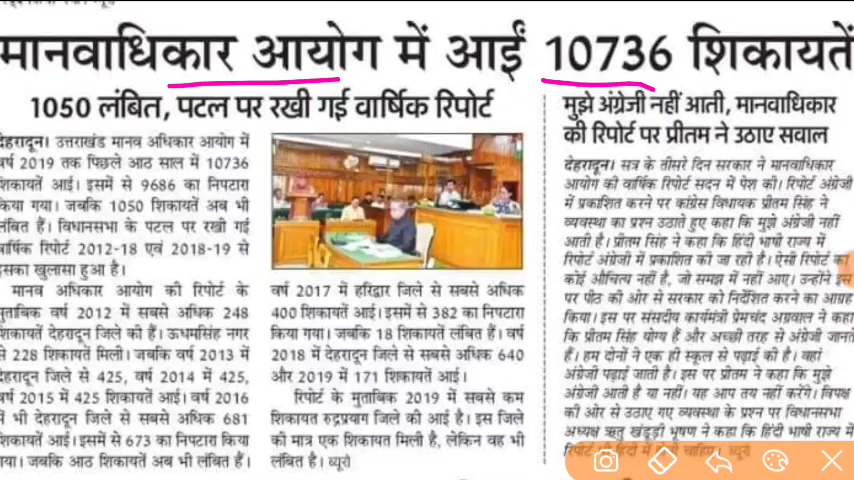 मानवाधिकार आयोग में आईं 10736 शिकायतें
1050 लंबित, पटल पर रखी गई वार्षिक रिपोर्ट
देहरादून। उत्तराखंड मानव अधिकार आयोग में
वर्ष 2019 तक पिछले आठ साल में 10736
शिकायतें आई। इसमें से 9686 का निपटारा
किया गया। जबकि 1050 शिकायतें अब भी
लंबित हैं। विधानसभा के पटल पर रखी गई
वार्षिक रिपोर्ट 2012-18 एवं 2018-19 से
इसका खुलासा हुआ है।
मानव अधिकार आयोग की रिपोर्ट के
मुताबिक वर्ष 2012 में सबसे अधिक 248
शिकायतें देहरादून जिले की हैं। ऊधमसिंह नगर
से 228 शिकायतें मिली। जबकि वर्ष 2013 में
देहरादून जिले से 425, वर्ष 2014 में 425,
वर्ष 2015 में 425 शिकायतें आई। वर्ष 2016
में भी देहरादून जिले से सबसे अधिक 681
शिकायतें आई। इसमें से 673 का निपटारा किया
गया। जबकि आठ शिकायतें अब भी लंबित हैं।
वर्ष 2017 में हरिद्वार जिले से सबसे अधिक
400 शिकायतें आई। इसमें से 382 का निपटारा
किया गया। जबकि 18 शिकायतें लंबित हैं। वर्ष
2018 में देहरादून जिले से सबसे अधिक 640
और 2019 में 171 शिकायतें आई।
रिपोर्ट के मुताबिक 2019 में सबसे कम
शिकायत रुद्रप्रयाग जिले की आई है। इस जिले
की मात्र एक शिकायत मिली है, लेकिन वह भी
लंबित है। ब्यूरो
मुझे अंग्रेजी नहीं आती, मानवाधिकार
की रिपोर्ट पर प्रीतम ने उठाए सवाल
देहरादून। सत्र के तीसरे दिन सरकार ने मानवाधिकार
आयोग की वार्षिक रिपोर्ट सदन में पेश की। रिपोर्ट अंग्रेजी
में प्रकाशित करने पर कांग्रेस विधायक प्रीतम सिंह ने
व्यवस्था का प्रश्न उठाते हुए कहा कि मुझे अंग्रेजी नहीं
आती है। प्रीतम सिंह ने कहा कि हिंदी भाषी राज्य में
रिपोर्ट अंग्रेजी में प्रकाशित की जा रही है। ऐसी रिपोर्ट का
कोई औचित्य नहीं है, जो समझ में नहीं आए। उन्होंने इस
पर पीठ की ओर से सरकार को निर्देशित करने का आग्रह
किया। इस पर संसदीय कार्यमंत्री प्रेमचंद अग्रवाल ने कहा
कि प्रीतम सिंह योग्य हैं और अच्छी तरह से अंग्रेजी जानते
हैं। हम दोनों ने एक ही स्कूल से पढ़ाई की है। वहां
अंग्रेजी पढ़ाई जाती है। इस पर प्रीतम ने कहा कि मुझे
अंग्रेजी आती है या नहीं। यह आप तय नहीं करेंगे। विपक्ष
की ओर से उठाए गए व्यवस्था के प्रश्न पर विधानसभा
अध्यक्ष ऋतु खंडूड़ी भूषण ने कहा कि हिंदी भाषी राज्य में
रिपोर्ट भी हिंदी में होनी चाहिए। ब्यूरो